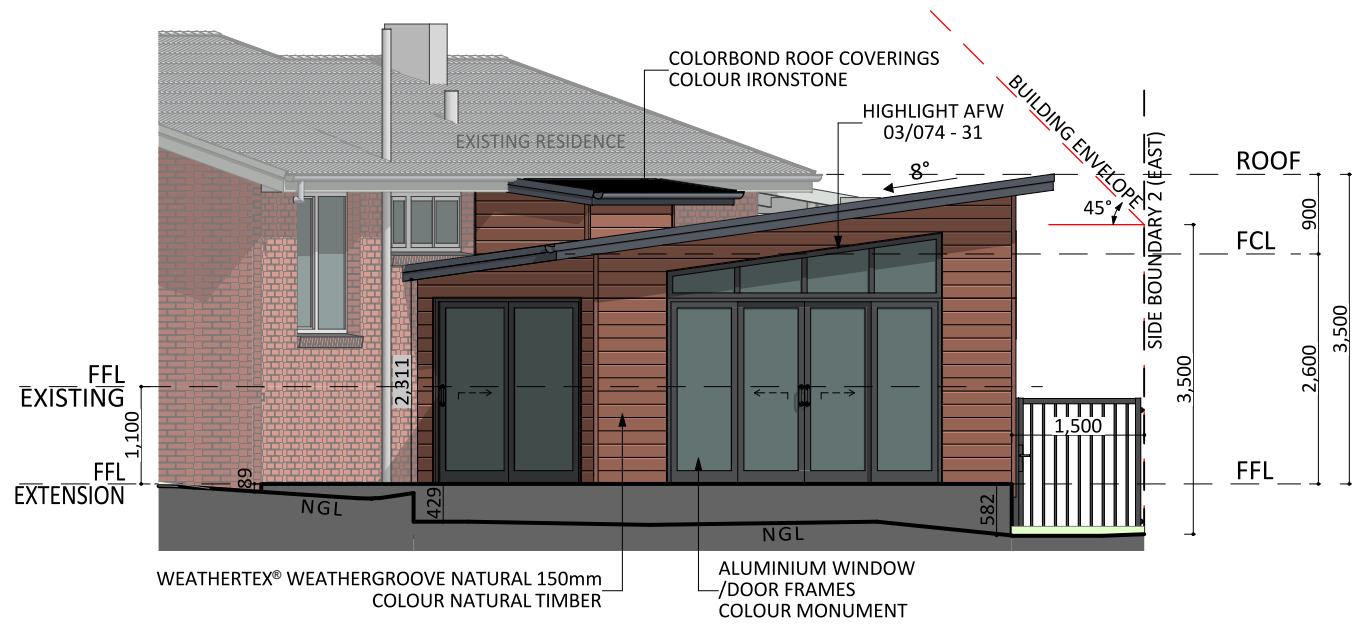 COLORBOND ROOF COVERINGS
COLOUR IRONSTONE
BUILDING ENVELOPE
HIGHLIGHT AFW
03/074 - 31
EXISTING RESIDENCE
SIDE BOUNDARY 2 (EAST)
8°
ROOF
45°
900
FCL
3,500
2,600
3,500
2,311
FFL
EXISTING
1,100
1,500
FFL
EXTENSION
89
FFL
NGL
429
582
NGL
WEATHERTEX® WEATHERGROOVE NATURAL 150mm
COLOUR NATURAL TIMBER
ALUMINIUM WINDOW
/DOOR FRAMES
COLOUR MONUMENT